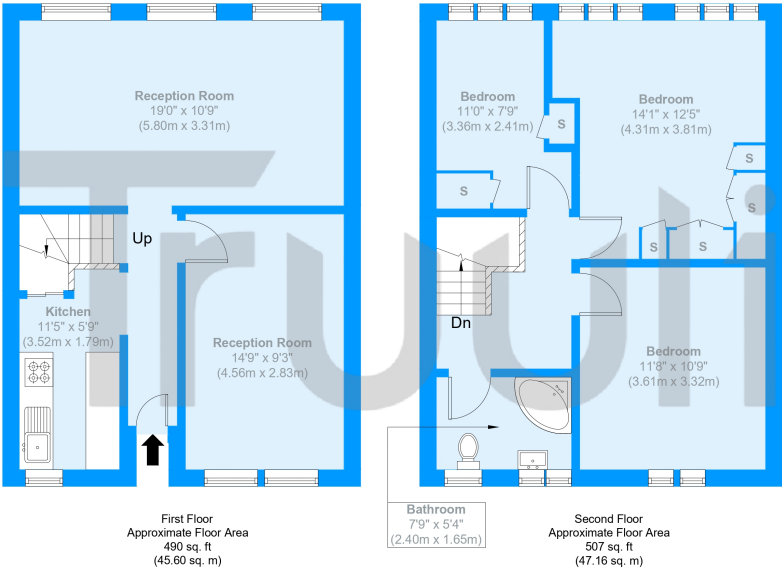 Reception Room
19'0" x 10'9"
(5.80m x 3.31m)
Up
Kitchen
11'5" x 5'9"
(3.52m x 1.79m)
Reception Room
14'9" x 9'3"
(4.56m x 2.83m)
First Floor
Approximate Floor Area
490 sq. ft
(45.60 sq. m)
Bedroom
11'0" x 7'9"
(3.36m x 2.41m)
S
S
Bedroom
14'1" x 12'5"
(4.31m x 3.81m)
S
S
S
S
Dn
Bedroom
11'8" x 10'9"
(3.61m x 3.32m)
Bathroom
7'9" x 5'4"
(2.40m x 1.65m)
Second Floor
Approximate Floor Area
507 sq. ft
(47.16 sq. m)
Truuli